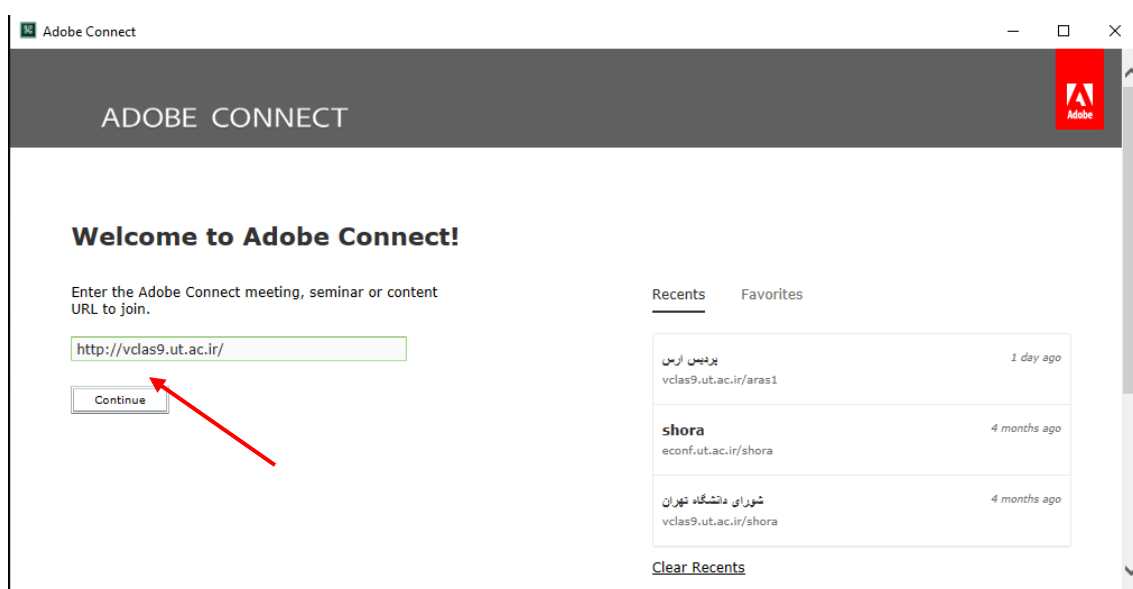 Adobe Connect
ADOBE CONNECT
Adobe
Welcome to Adobe Connect!
Enter the Adobe Connect meeting, seminar or content
URL to join.
http://vclas9.ut.ac.ir/
Continue
Recents Favorites
پردیس ارس 1 day ago
vclas9.ut.ac.ir/aras1
shora 4 months ago
econf.ut.ac.ir/shora
شورای دانشگاه تهران 4 months ago
vclas9.ut.ac.ir/shora
Clear Recents